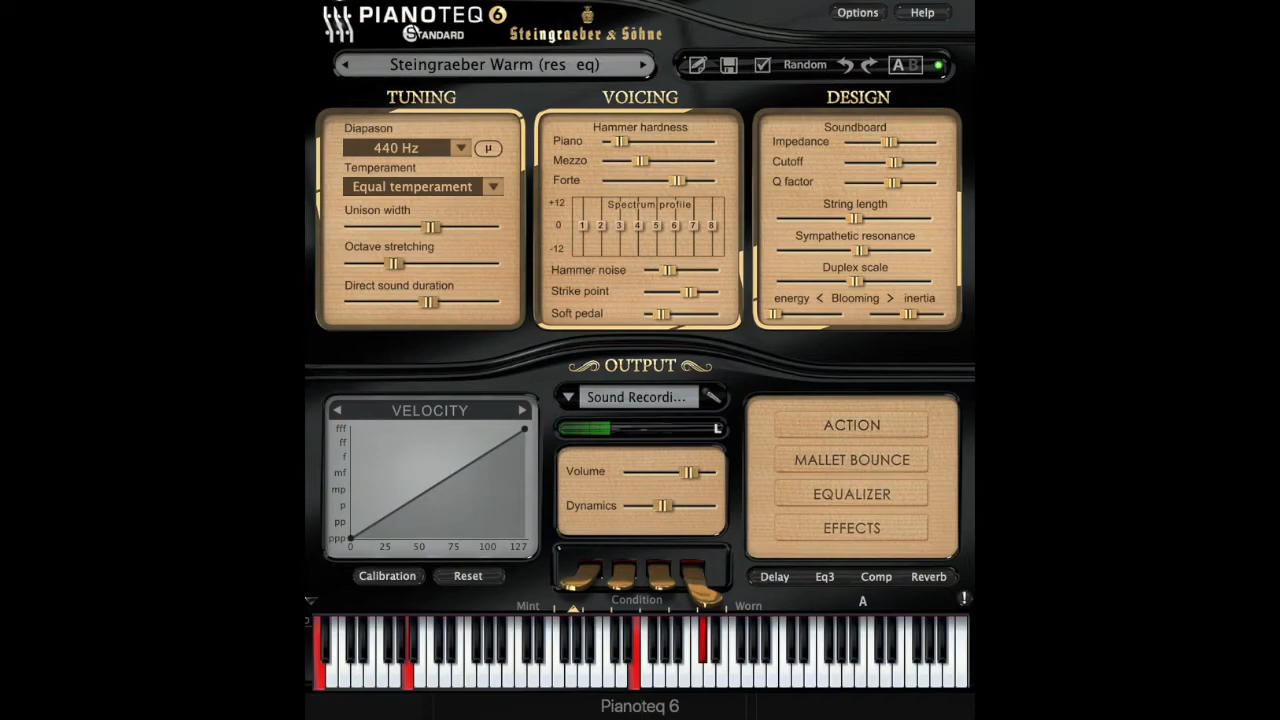 PIANOTEQ 6
STANDARD
Steingraeber & Söhne
Options
Help
Steingraeber Warm (res eq)
Random
A B
TUNING
VOICING
DESIGN
Diapason
440 Hz
µ
Temperament
Equal temperament
Unison width
Octave stretching
Direct sound duration
Hammer hardness
Piano
Mezzo
Forte
Spectrum profile
+12
0
-12
1 2 3 4 5 6 7 8
Hammer noise
Strike point
Soft pedal
Soundboard
Impedance
Cutoff
Q factor
String length
Sympathetic resonance
Duplex scale
energy < Blooming > inertia
OUTPUT
VELOCITY
fff
ff
f
mf
mp
p
pp
ppp
0 25 50 75 100 127
Calibration
Reset
Sound Recordi...
L
Volume
Dynamics
ACTION
MALLET BOUNCE
EQUALIZER
EFFECTS
Delay
Eq3
Comp
Reverb
Mint
Condition
Worn
A
!
Pianoteq 6